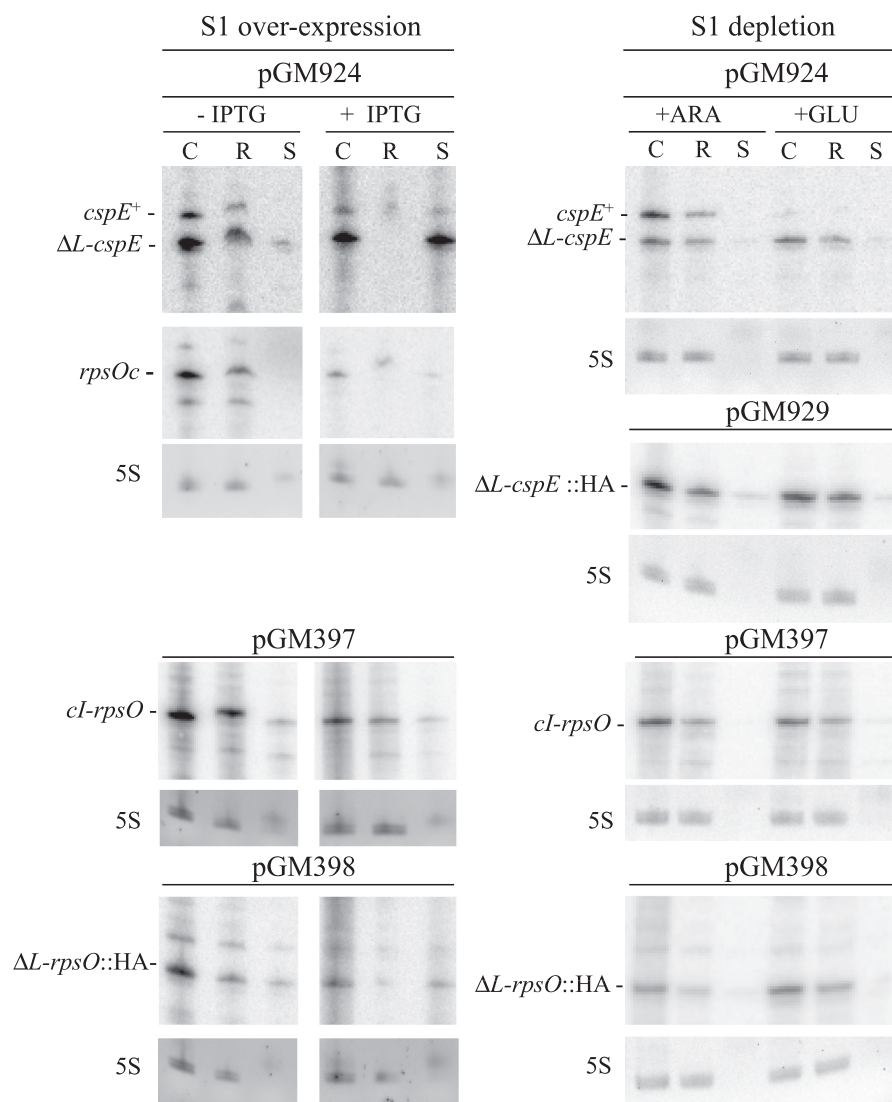 S1 over-expression
pGM924
- IPTG + IPTG
C R S C R S
cspE⁺ -
ΔL-cspE -
rpsOc -
5S
pGM397
cI-rpsO -
5S
pGM398
ΔL-rpsO::HA-
5S
S1 depletion
pGM924
+ARA +GLU
C R S C R S
cspE⁺ -
ΔL-cspE -
5S
pGM929
ΔL-cspE ::HA -
5S
pGM397
cI-rpsO -
5S
pGM398
ΔL-rpsO::HA -
5S